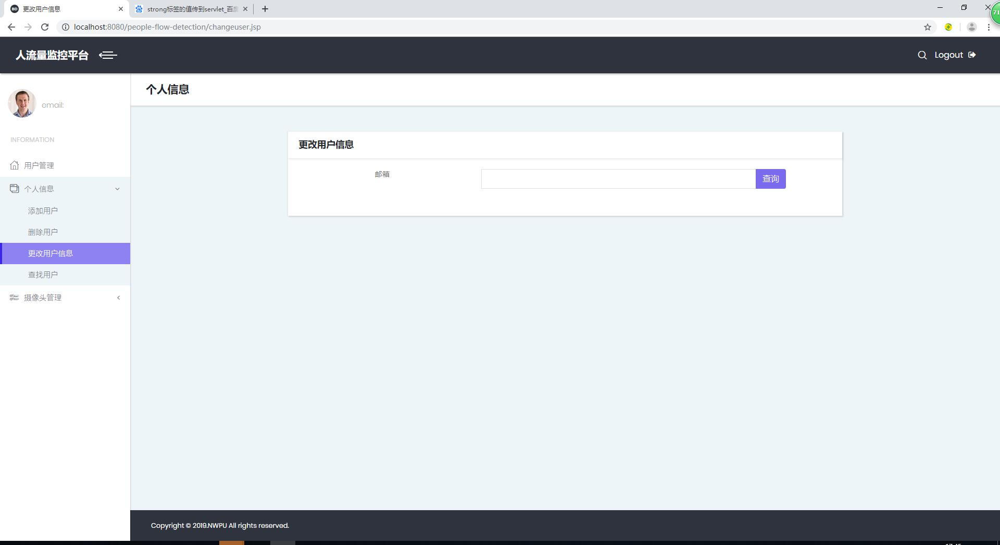 更改用户信息
strong标签的值传到servlet_百度
localhost:8080/people-flow-detection/changeuser.jsp
71
人流量监控平台
Logout
个人信息
email:
INFORMATION
用户管理
个人信息
添加用户
删除用户
更改用户信息
查找用户
摄像头管理
更改用户信息
邮箱
查询
Copyright © 2019.NWPU All rights reserved.